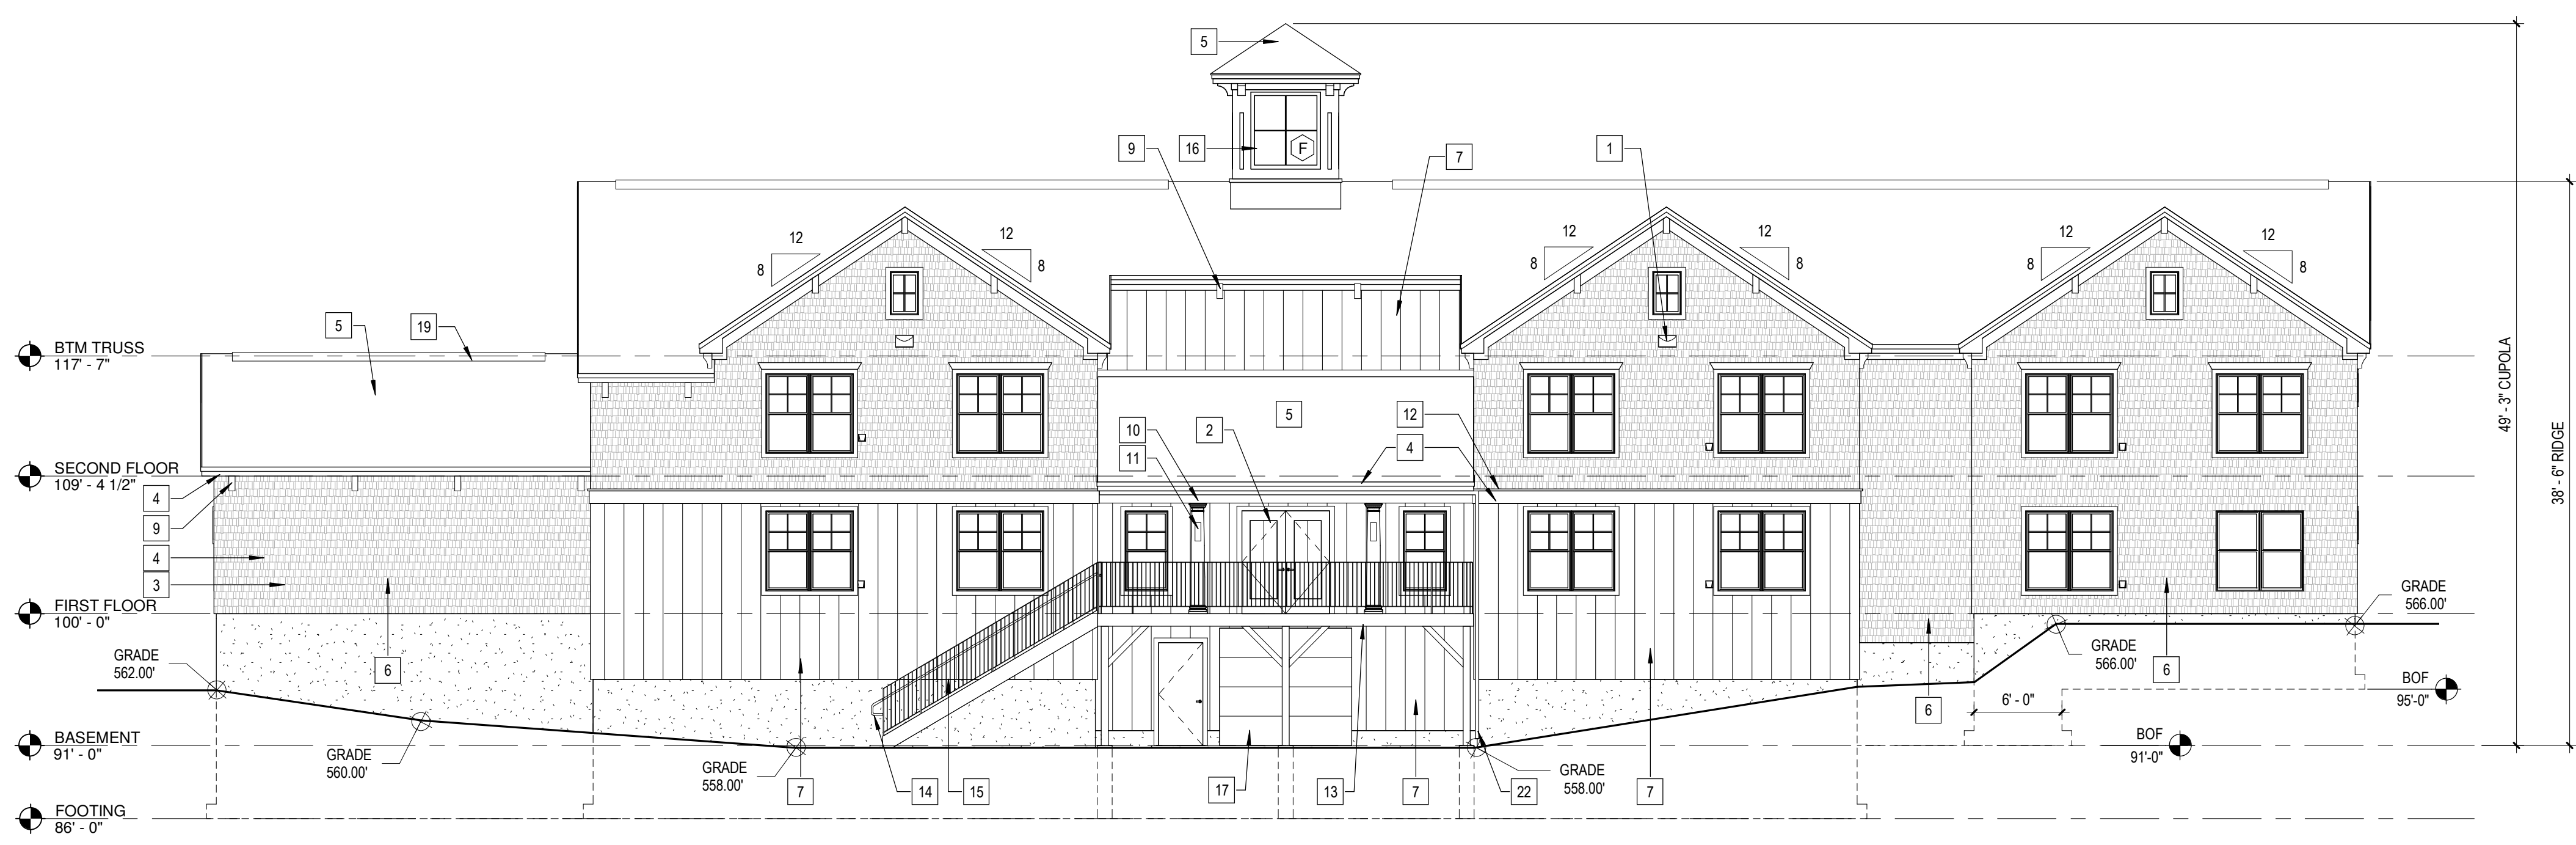 5
9
16
F
7
1
12
8
12
8
12
8
12
8
12
8
12
8
49' - 3" CUPOLA
38' - 6" RIDGE
5
19
BTM TRUSS
117' - 7"
5
10
2
12
11
4
SECOND FLOOR
109' - 4 1/2"
4
9
4
3
FIRST FLOOR
100' - 0"
GRADE
566.00'
GRADE
562.00'
6
GRADE
566.00'
6
BOF
95'-0"
6
6' - 0"
BASEMENT
91' - 0"
BOF
91'-0"
GRADE
560.00'
GRADE
558.00'
7
14
15
17
13
7
22
GRADE
558.00'
7
FOOTING
86' - 0"